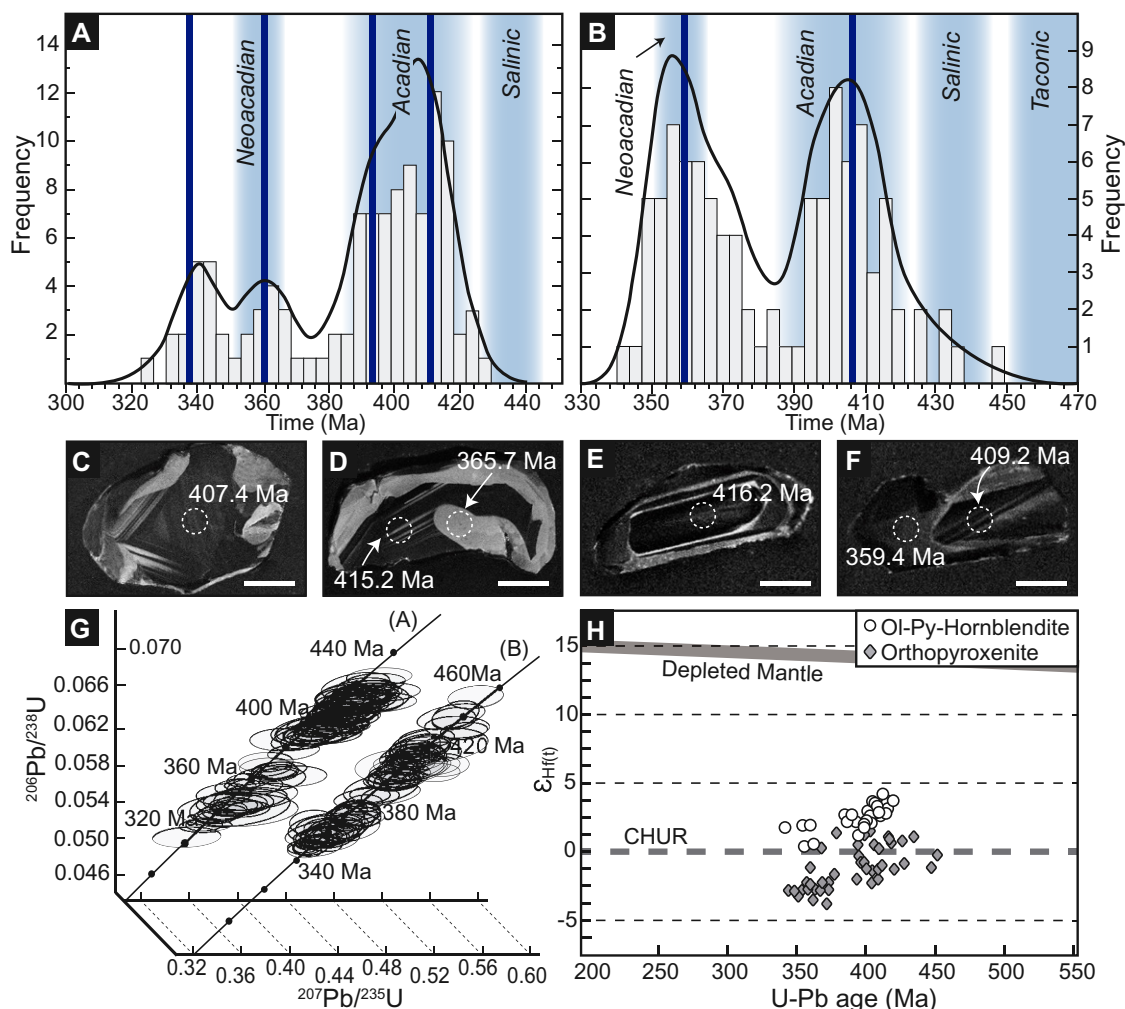 A
B
14
12
10
8
6
4
2
Frequency
Neoacadian
Acadian
Salinic
300 320 340 360 380 400 420 440
Time (Ma)
Neoacadian
Acadian
Salinic
Taconic
9
8
7
6
5
4
3
2
1
Frequency
330 350 370 390 410 430 450 470
Time (Ma)
C
407.4 Ma
D
365.7 Ma
415.2 Ma
E
416.2 Ma
F
409.2 Ma
359.4 Ma
G
(A)
(B)
0.070
0.066
0.062
0.058
0.054
0.050
0.046
²⁰⁶Pb/²³⁸U
440 Ma
400 Ma
360 Ma
320 M
460Ma
420 Ma
380 Ma
340 Ma
0.32 0.36 0.40 0.44 0.48 0.52 0.56 0.60
²⁰⁷Pb/²³⁵U
H
Ol-Py-Hornblendite
Orthopyroxenite
Depleted Mantle
CHUR
15
10
5
0
-5
εHf(t)
200 250 300 350 400 450 500 550
U-Pb age (Ma)